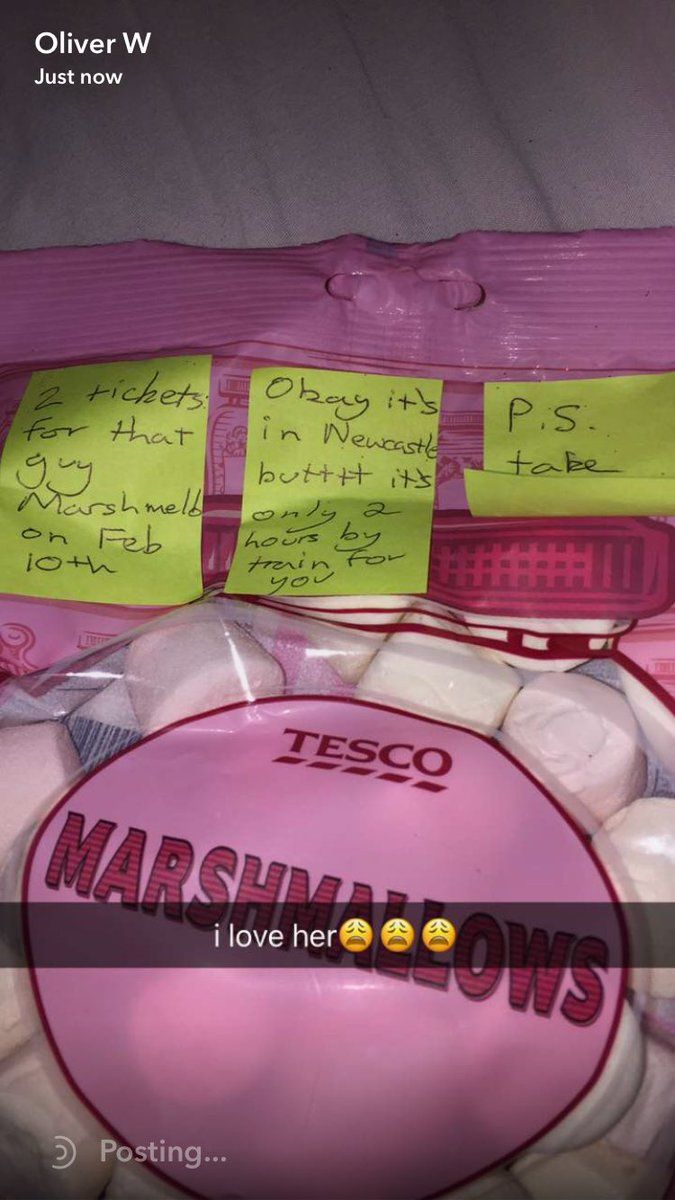 Oliver W
Just now
2 tickets
for that
guy
Marshmello
on Feb
10th
Okay it's
in Newcastle
butttt it's
only 2
hours by
train for
you
P.S.
take
TESCO
MARSHMALLOWS
i love her😩😩😩
Posting...